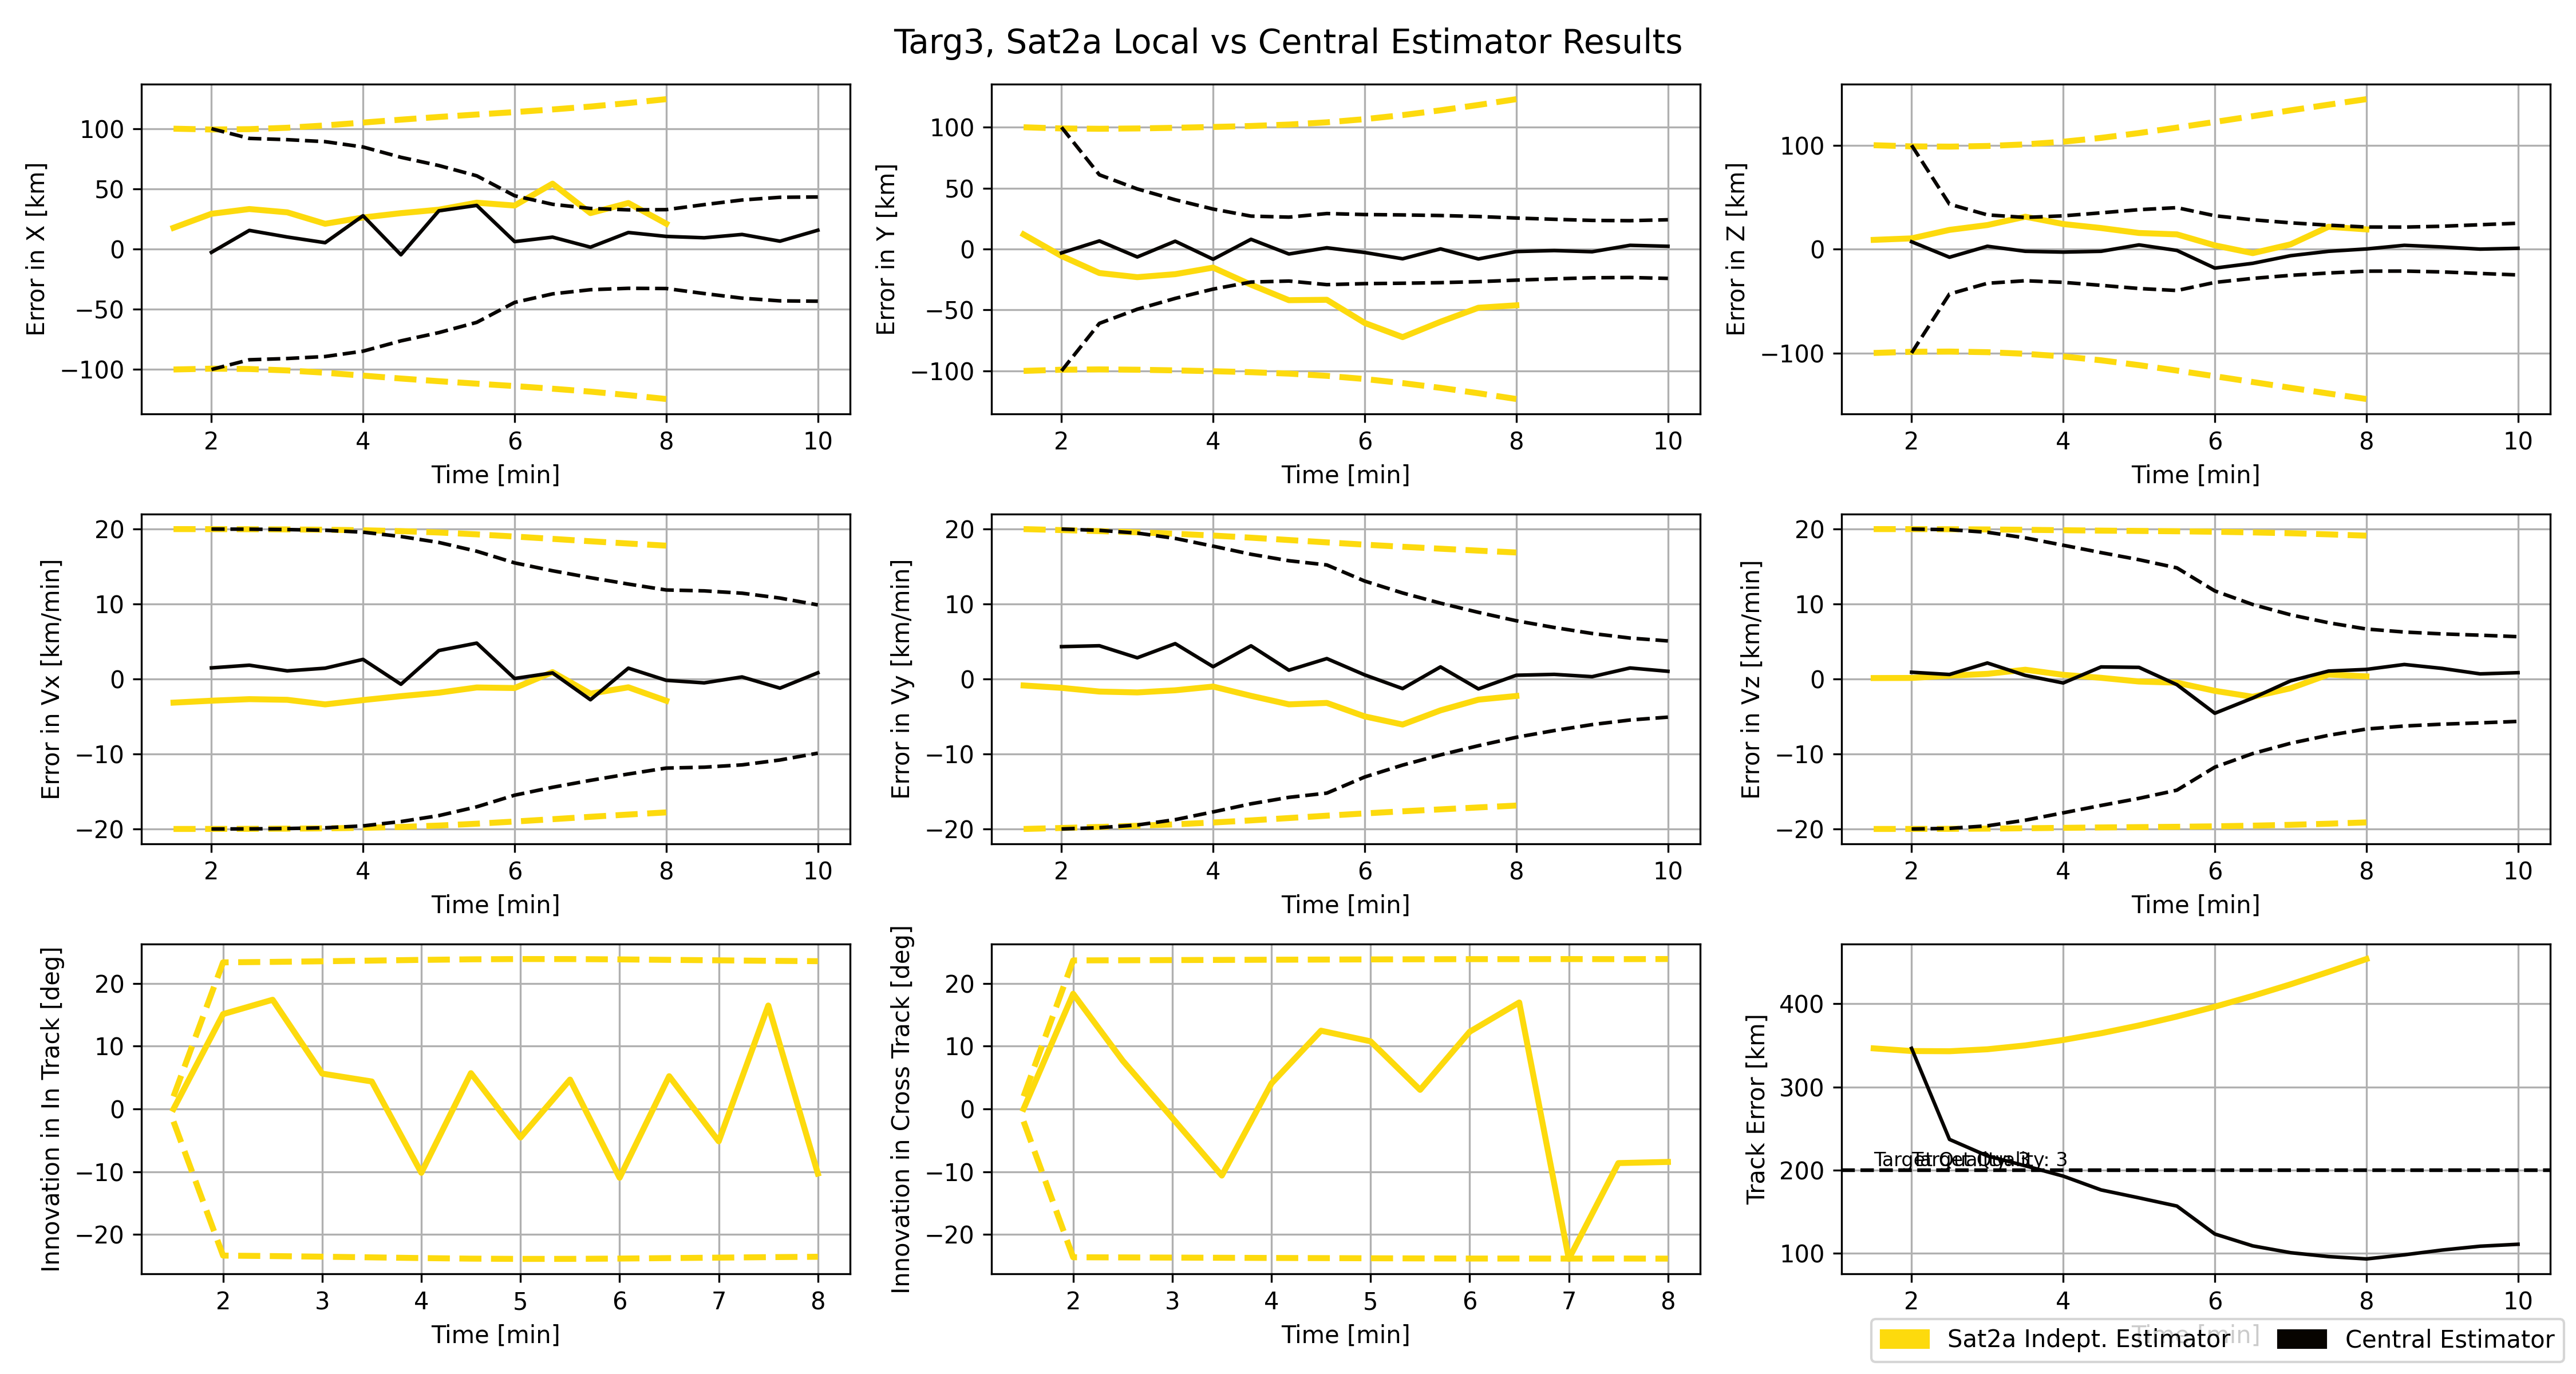 Targ3, Sat2a Local vs Central Estimator Results
Error in X [km]
100
50
0
−50
−100
2 4 6 8 10
Time [min]
Error in Y [km]
100
50
0
−50
−100
2 4 6 8 10
Time [min]
Error in Z [km]
100
0
−100
2 4 6 8 10
Time [min]
Error in Vx [km/min]
20
10
0
−10
−20
2 4 6 8 10
Time [min]
Error in Vy [km/min]
20
10
0
−10
−20
2 4 6 8 10
Time [min]
Error in Vz [km/min]
20
10
0
−10
−20
2 4 6 8 10
Time [min]
Innovation in In Track [deg]
20
10
0
−10
−20
2 3 4 5 6 7 8
Time [min]
Innovation in Cross Track [deg]
20
10
0
−10
−20
2 3 4 5 6 7 8
Time [min]
Track Error [km]
400
300
200
100
Target Quality: 3
Target Quality: 3
2 4 6 8 10
Time [min]
Sat2a Indept. Estimator
Central Estimator